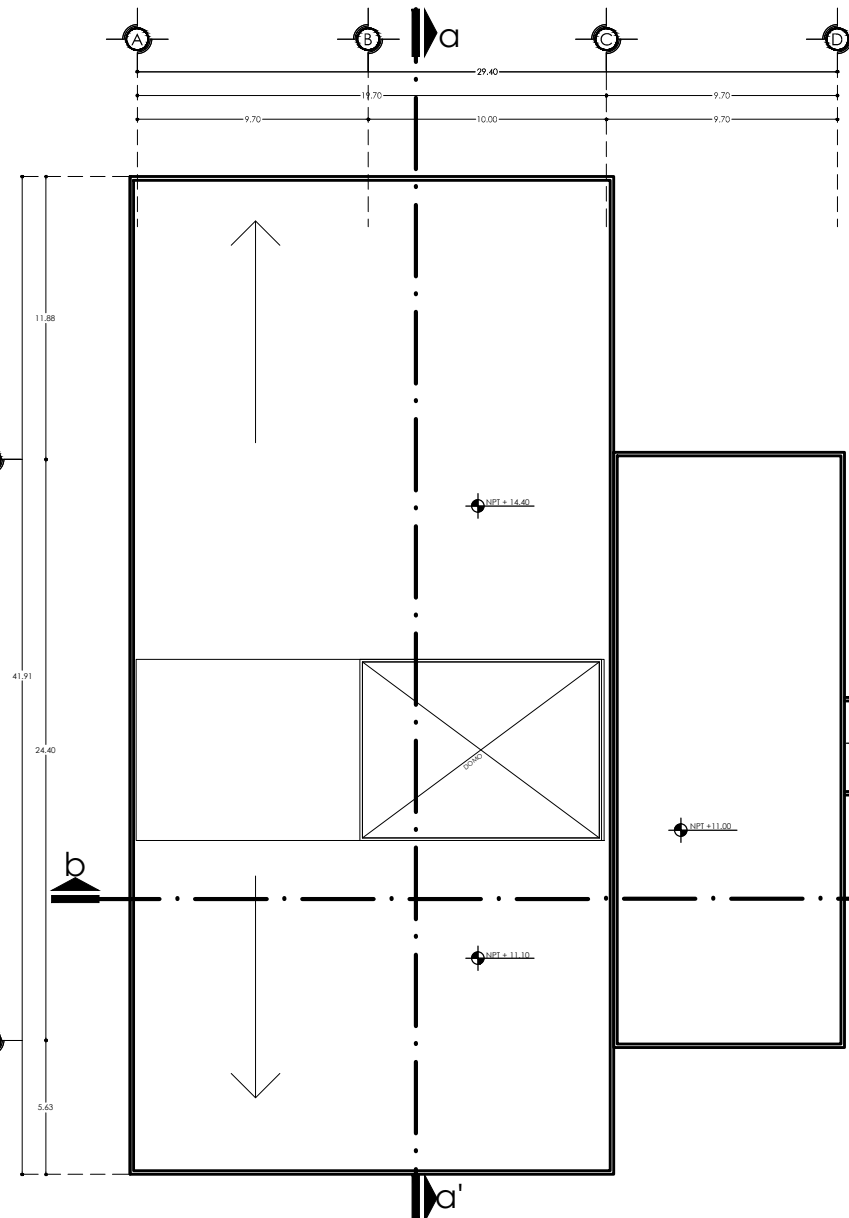 A
B
a
C
D
29.40
19.70
9.70
9.70
10.00
9.70
11.88
NPT + 14.40
41.91
24.40
DOMO
NPT +11.00
b
NPT + 11.10
5.63
a'